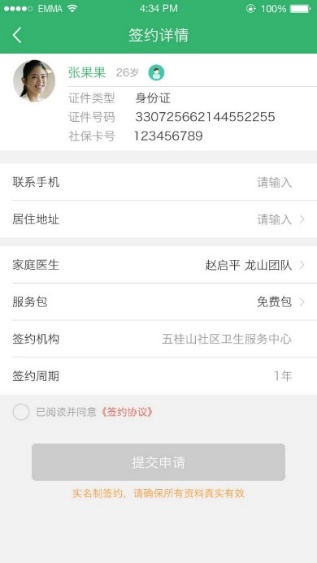 EMMA 4:34 PM 100%
签约详情
张果果 26岁
证件类型 身份证
证件号码 330725662144552255
社保卡号 123456789
联系手机 请输入
居住地址 请输入
家庭医生 赵启平 龙山团队
服务包 免费包
签约机构 五桂山社区卫生服务中心
签约周期 1年
已阅读并同意《签约协议》
提交申请
实名制签约，请确保所有资料真实有效